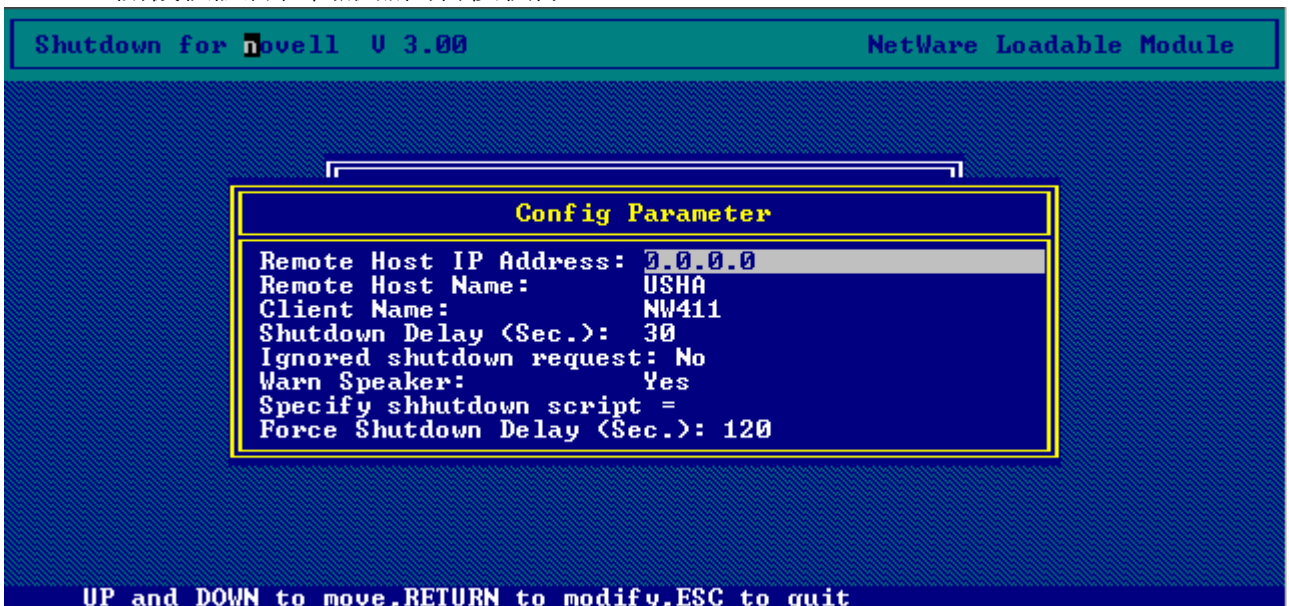 Shutdown for novell V 3.00 NetWare Loadable Module
Config Parameter
Remote Host IP Address: 0.0.0.0
Remote Host Name: USHA
Client Name: NW411
Shutdown Delay (Sec.): 30
Ignored shutdown request: No
Warn Speaker: Yes
Specify shhutdown script =
Force Shutdown Delay (Sec.): 120
UP and DOWN to move,RETURN to modify,ESC to quit